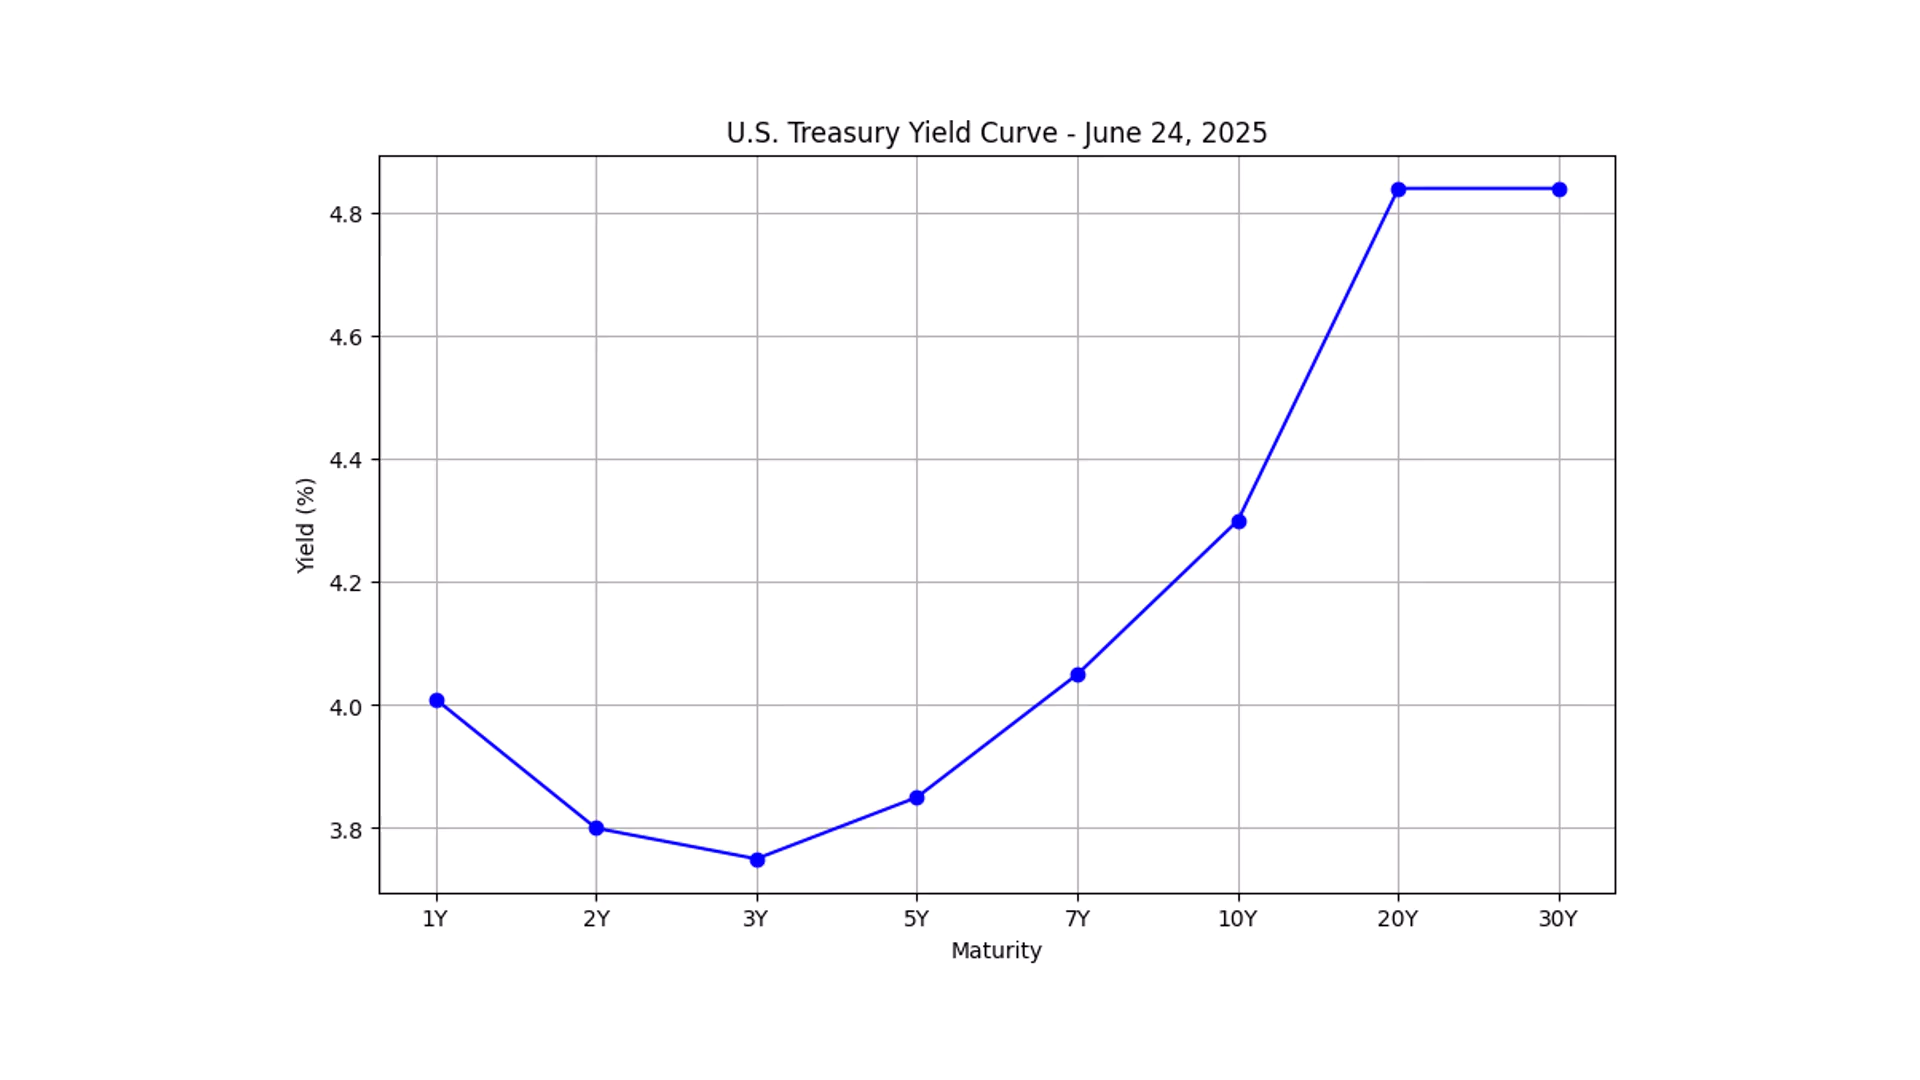 U.S. Treasury Yield Curve - June 24, 2025
4.8
4.6
4.4
4.2
4.0
3.8
Yield (%)
1Y 2Y 3Y 5Y 7Y 10Y 20Y 30Y
Maturity